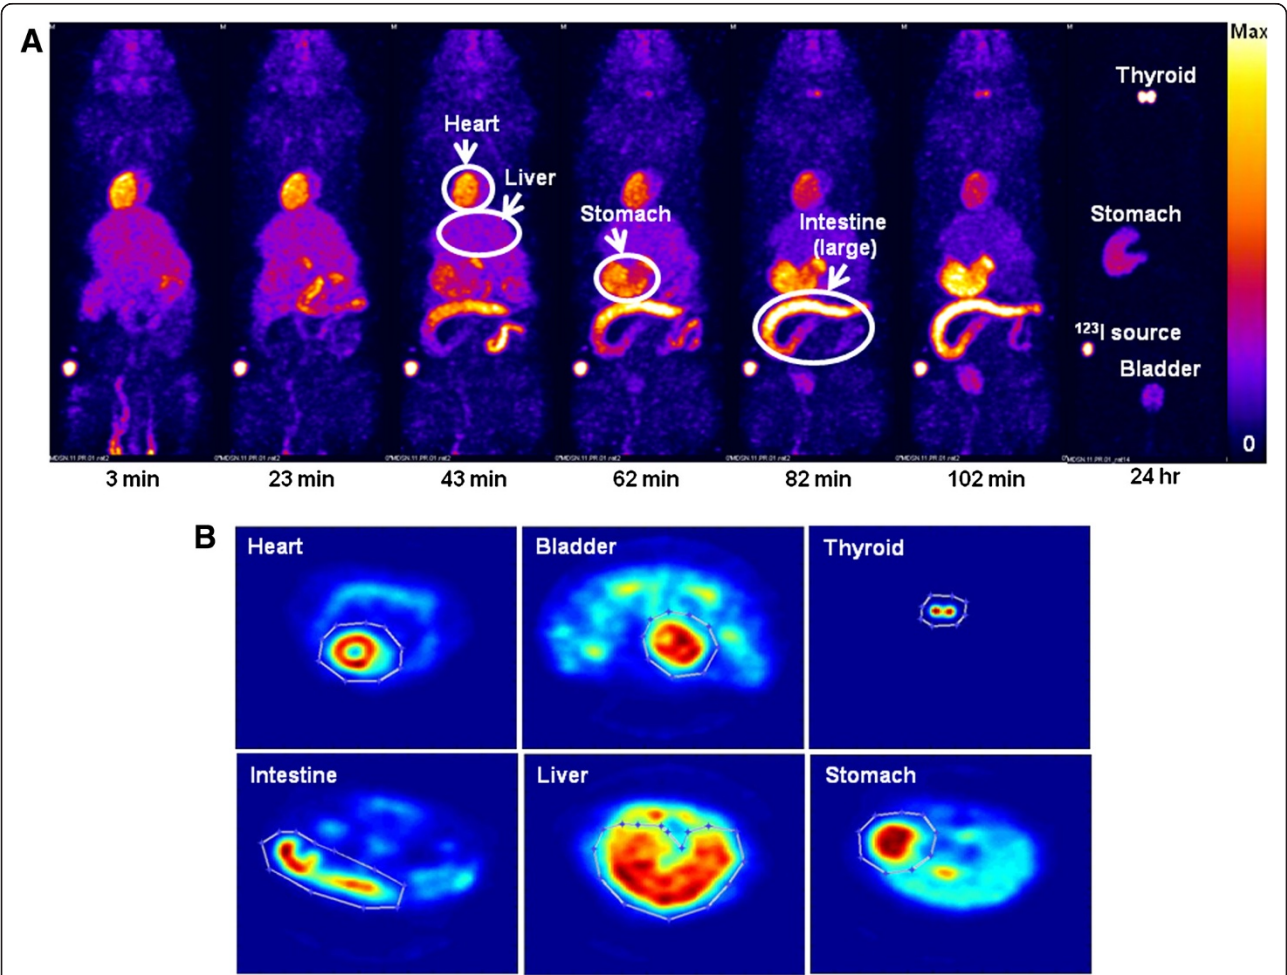 A
Max
Thyroid
Heart
Liver
Stomach
Stomach
Intestine
(large)
¹²³I source
Bladder
0
3 min
23 min
43 min
62 min
82 min
102 min
24 hr
B
Heart
Bladder
Thyroid
Intestine
Liver
Stomach